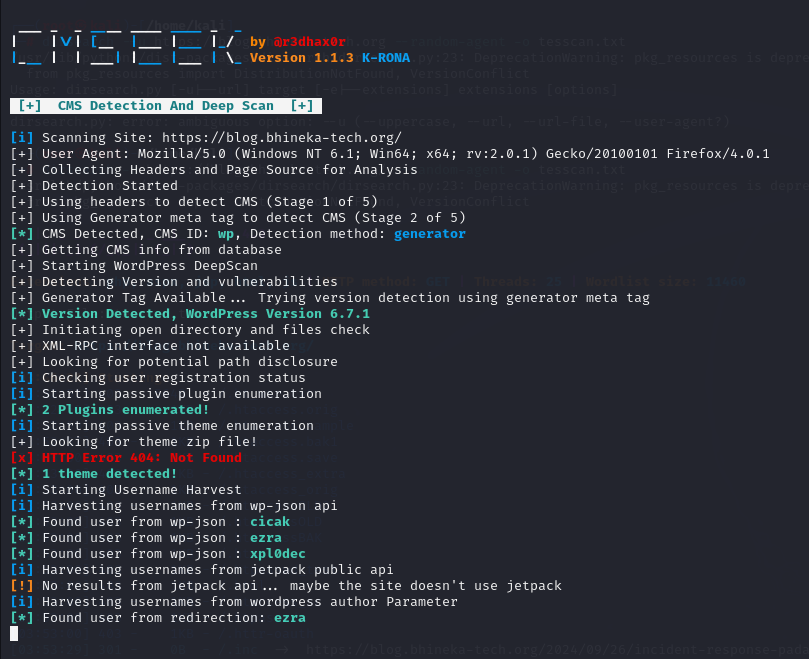 by @r3dhax0r
Version 1.1.3 K-RONA
[+]  CMS Detection And Deep Scan  [+]
[i] Scanning Site: https://blog.bhineka-tech.org/
[+] User Agent: Mozilla/5.0 (Windows NT 6.1; Win64; x64; rv:2.0.1) Gecko/20100101 Firefox/4.0.1
[+] Collecting Headers and Page Source for Analysis
[+] Detection Started
[+] Using headers to detect CMS (Stage 1 of 5)
[+] Using Generator meta tag to detect CMS (Stage 2 of 5)
[*] CMS Detected, CMS ID: wp, Detection method: generator
[+] Getting CMS info from database
[+] Starting WordPress DeepScan
[+] Detecting Version and vulnerabilities
[+] Generator Tag Available... Trying version detection using generator meta tag
[*] Version Detected, WordPress Version 6.7.1
[+] Initiating open directory and files check
[+] XML-RPC interface not available
[+] Looking for potential path disclosure
[i] Checking user registration status
[i] Starting passive plugin enumeration
[*] 2 Plugins enumerated!
[i] Starting passive theme enumeration
[+] Looking for theme zip file!
[x] HTTP Error 404: Not Found
[*] 1 theme detected!
[i] Starting Username Harvest
[i] Harvesting usernames from wp-json api
[*] Found user from wp-json : cicak
[*] Found user from wp-json : ezra
[*] Found user from wp-json : xpl0dec
[i] Harvesting usernames from jetpack public api
[!] No results from jetpack api... maybe the site doesn't use jetpack
[i] Harvesting usernames from wordpress author Parameter
[*] Found user from redirection: ezra